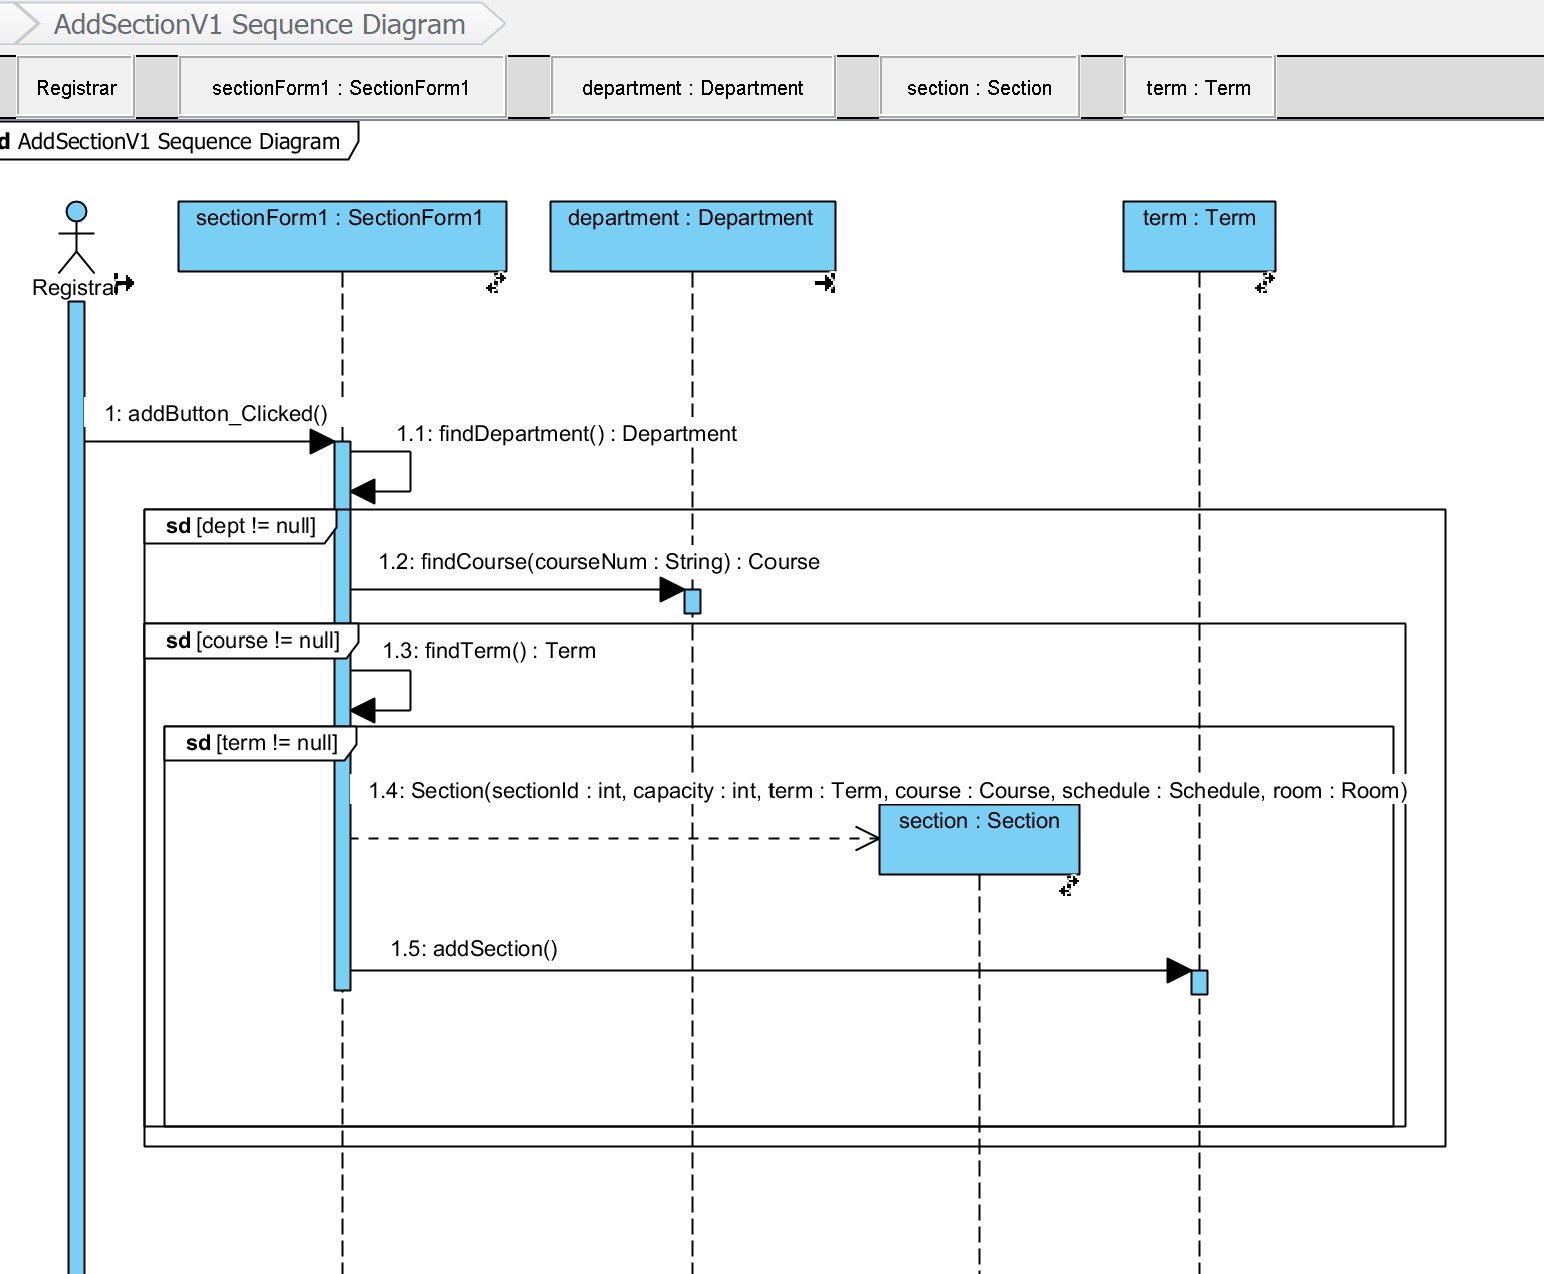 AddSectionV1 Sequence Diagram
Registrar
sectionForm1 : SectionForm1
department : Department
section : Section
term : Term
d AddSectionV1 Sequence Diagram
sectionForm1 : SectionForm1
department : Department
term : Term
Registrar
1: addButton_Clicked()
1.1: findDepartment() : Department
sd [dept != null]
1.2: findCourse(courseNum : String) : Course
sd [course != null]
1.3: findTerm() : Term
sd [term != null]
1.4: Section(sectionId : int, capacity : int, term : Term, course : Course, schedule : Schedule, room : Room)
section : Section
1.5: addSection()